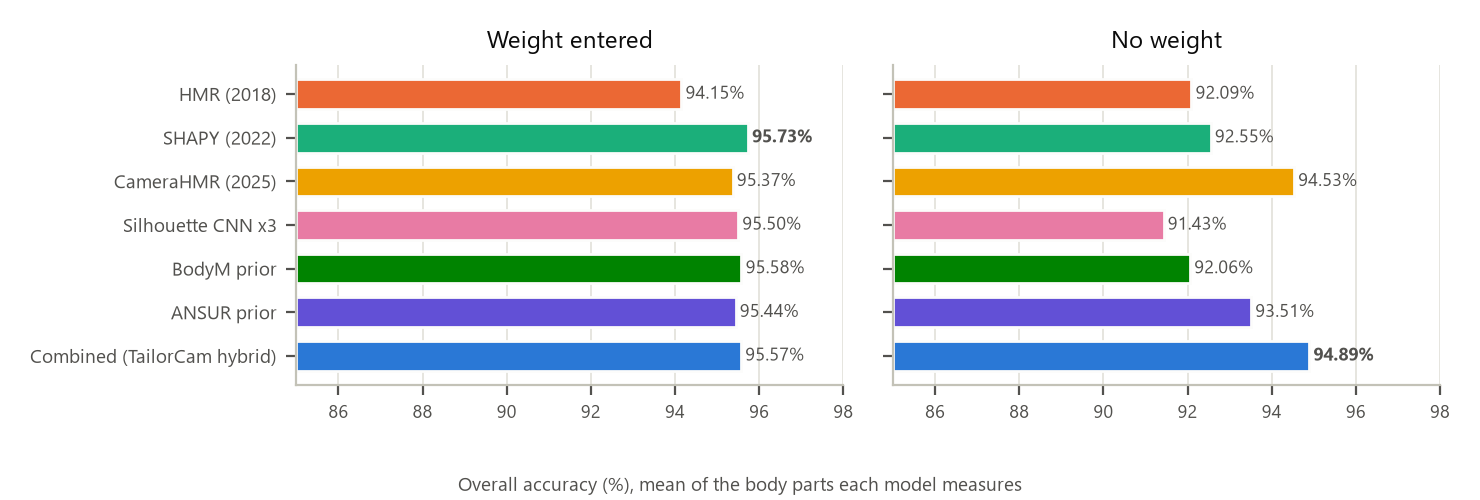 Weight entered
No weight
HMR (2018)
94.15%
92.09%
SHAPY (2022)
95.73%
92.55%
CameraHMR (2025)
95.37%
94.53%
Silhouette CNN x3
95.50%
91.43%
BodyM prior
95.58%
92.06%
ANSUR prior
95.44%
93.51%
Combined (TailorCam hybrid)
95.57%
94.89%
86 88 90 92 94 96 98
86 88 90 92 94 96 98
Overall accuracy (%), mean of the body parts each model measures